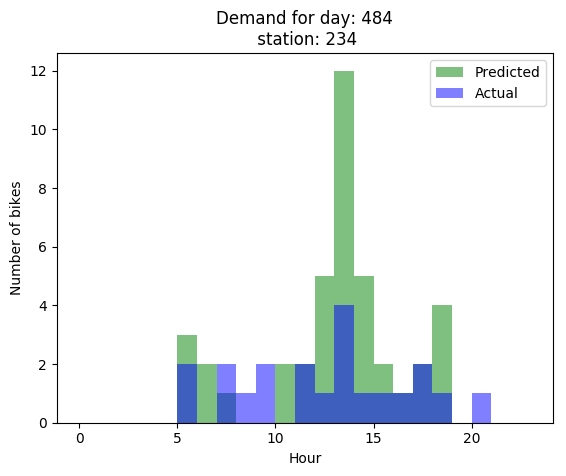 Demand for day: 484
station: 234
Predicted
Actual
Number of bikes
12
10
8
6
4
2
0
0 5 10 15 20
Hour